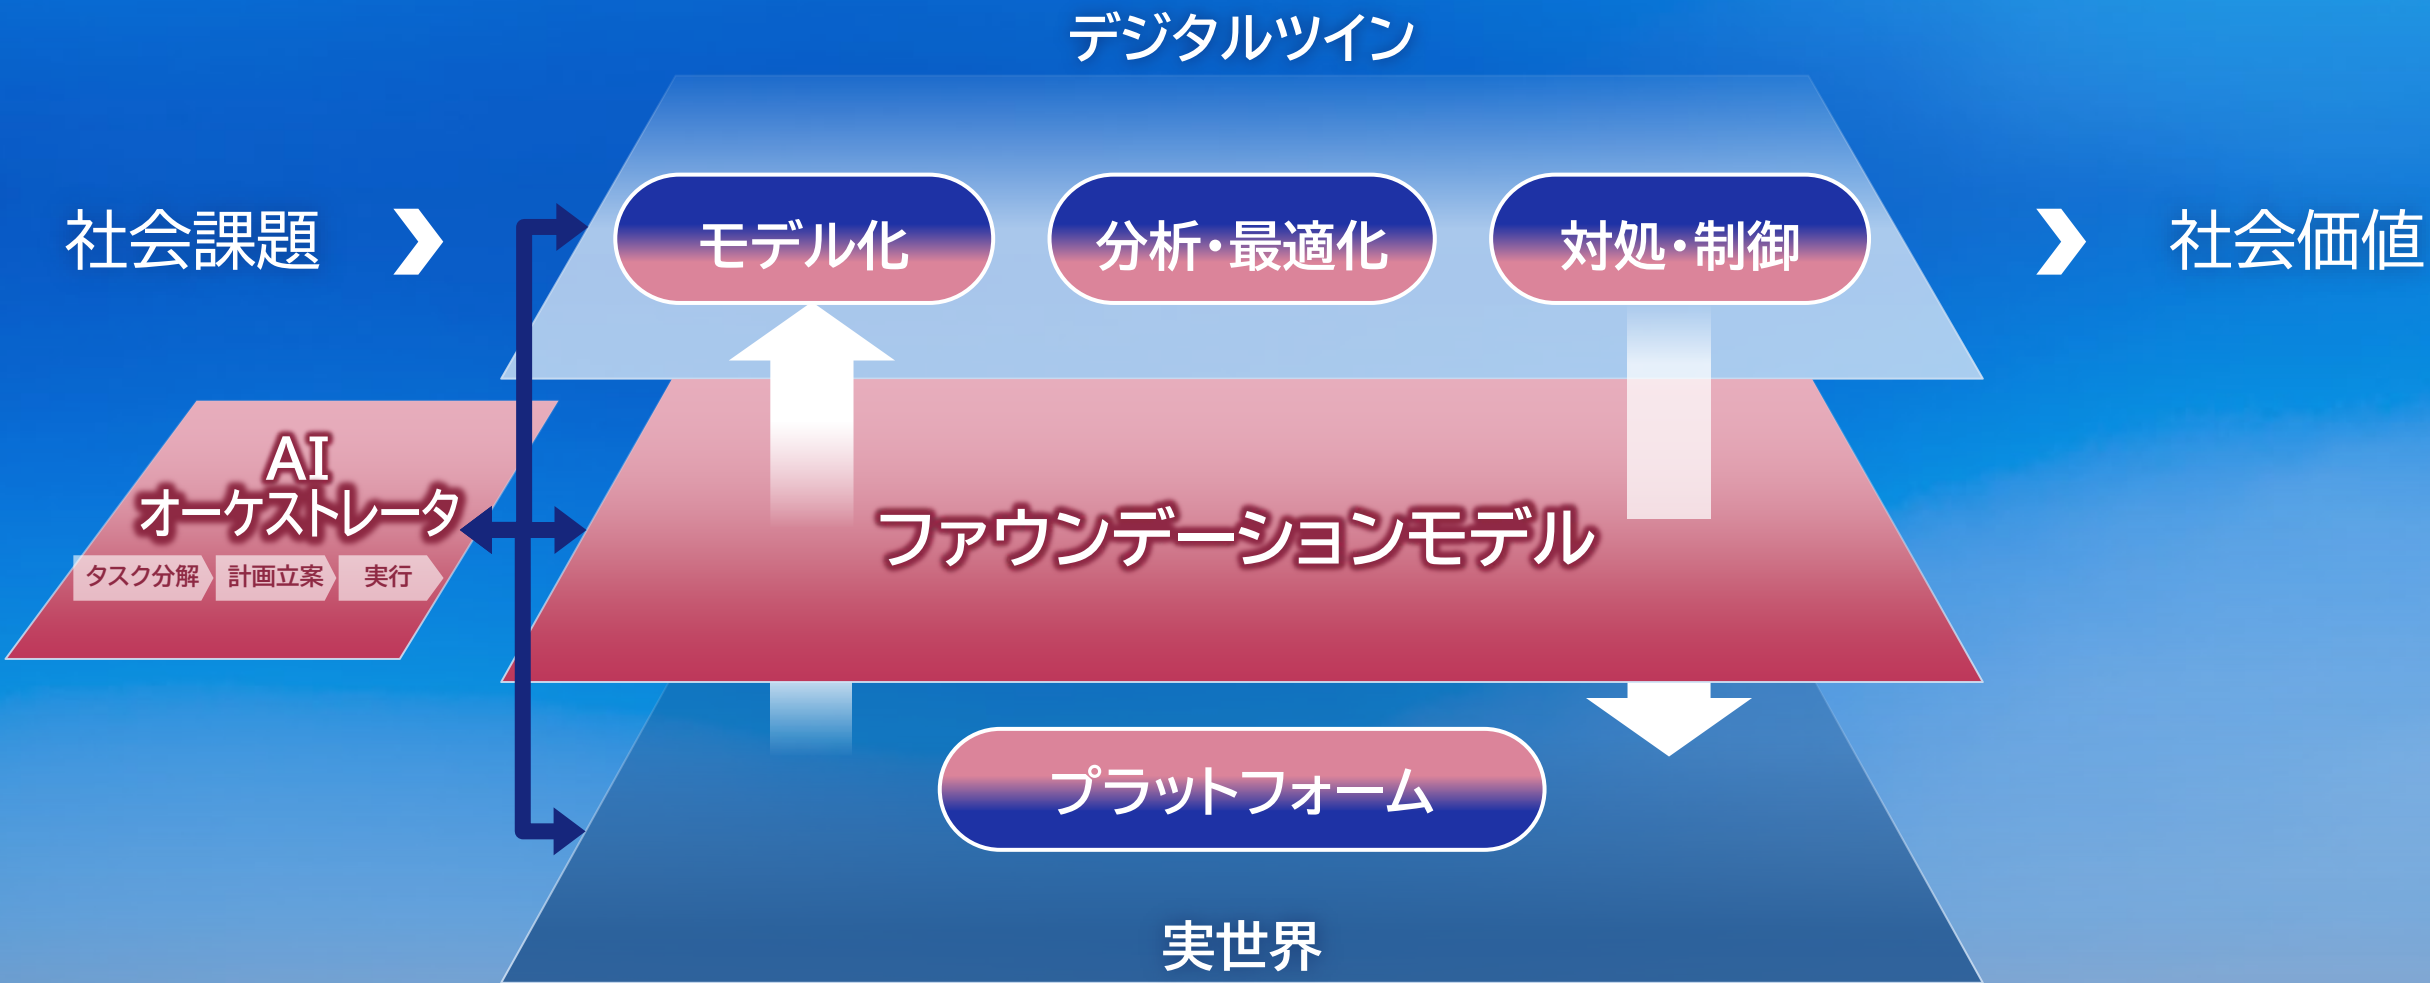 デジタルツイン
社会課題
モデル化
分析・最適化
対処・制御
社会価値
AI
オーケストレータ
タスク分解
計画立案
実行
ファウンデーションモデル
プラットフォーム
実世界